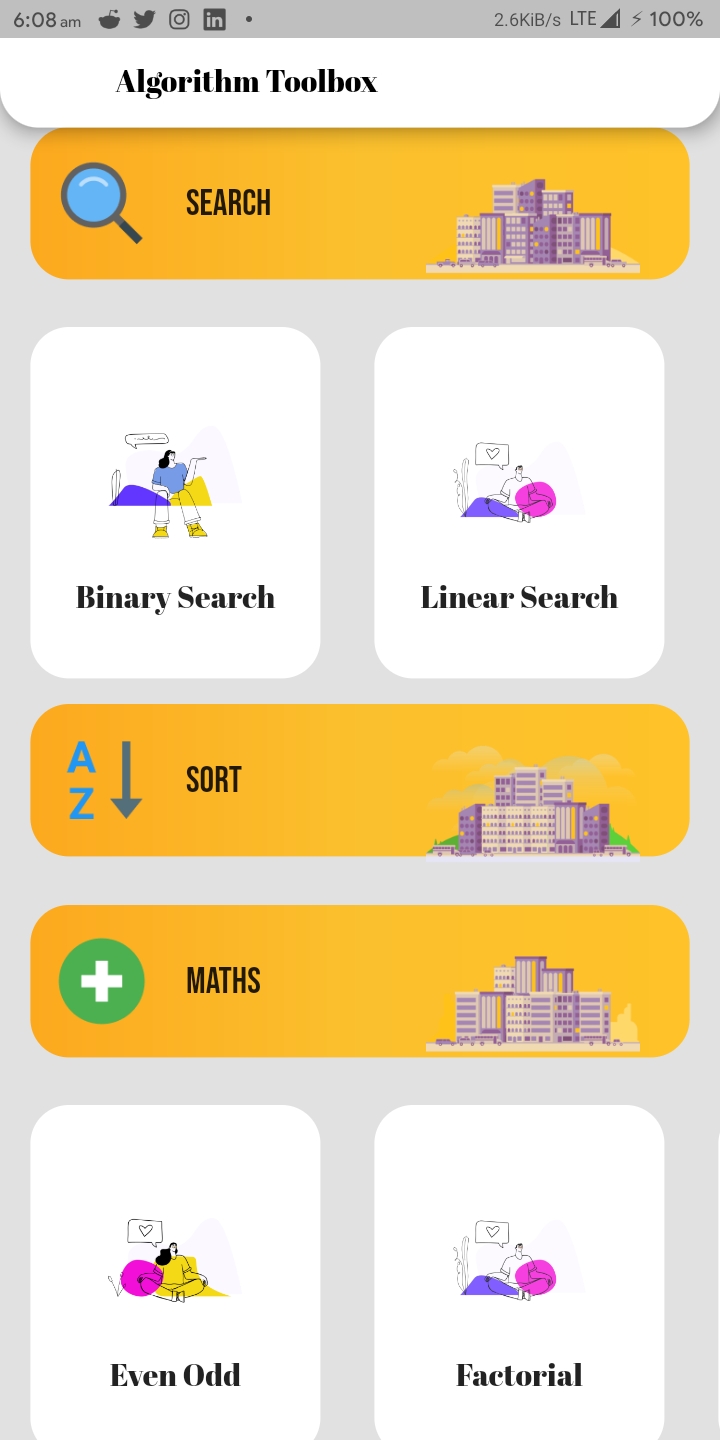 6:08 am 2.6KiB/s LTE 100%
Algorithm Toolbox
SEARCH
Binary Search Linear Search
A
Z
SORT
MATHS
Even Odd Factorial